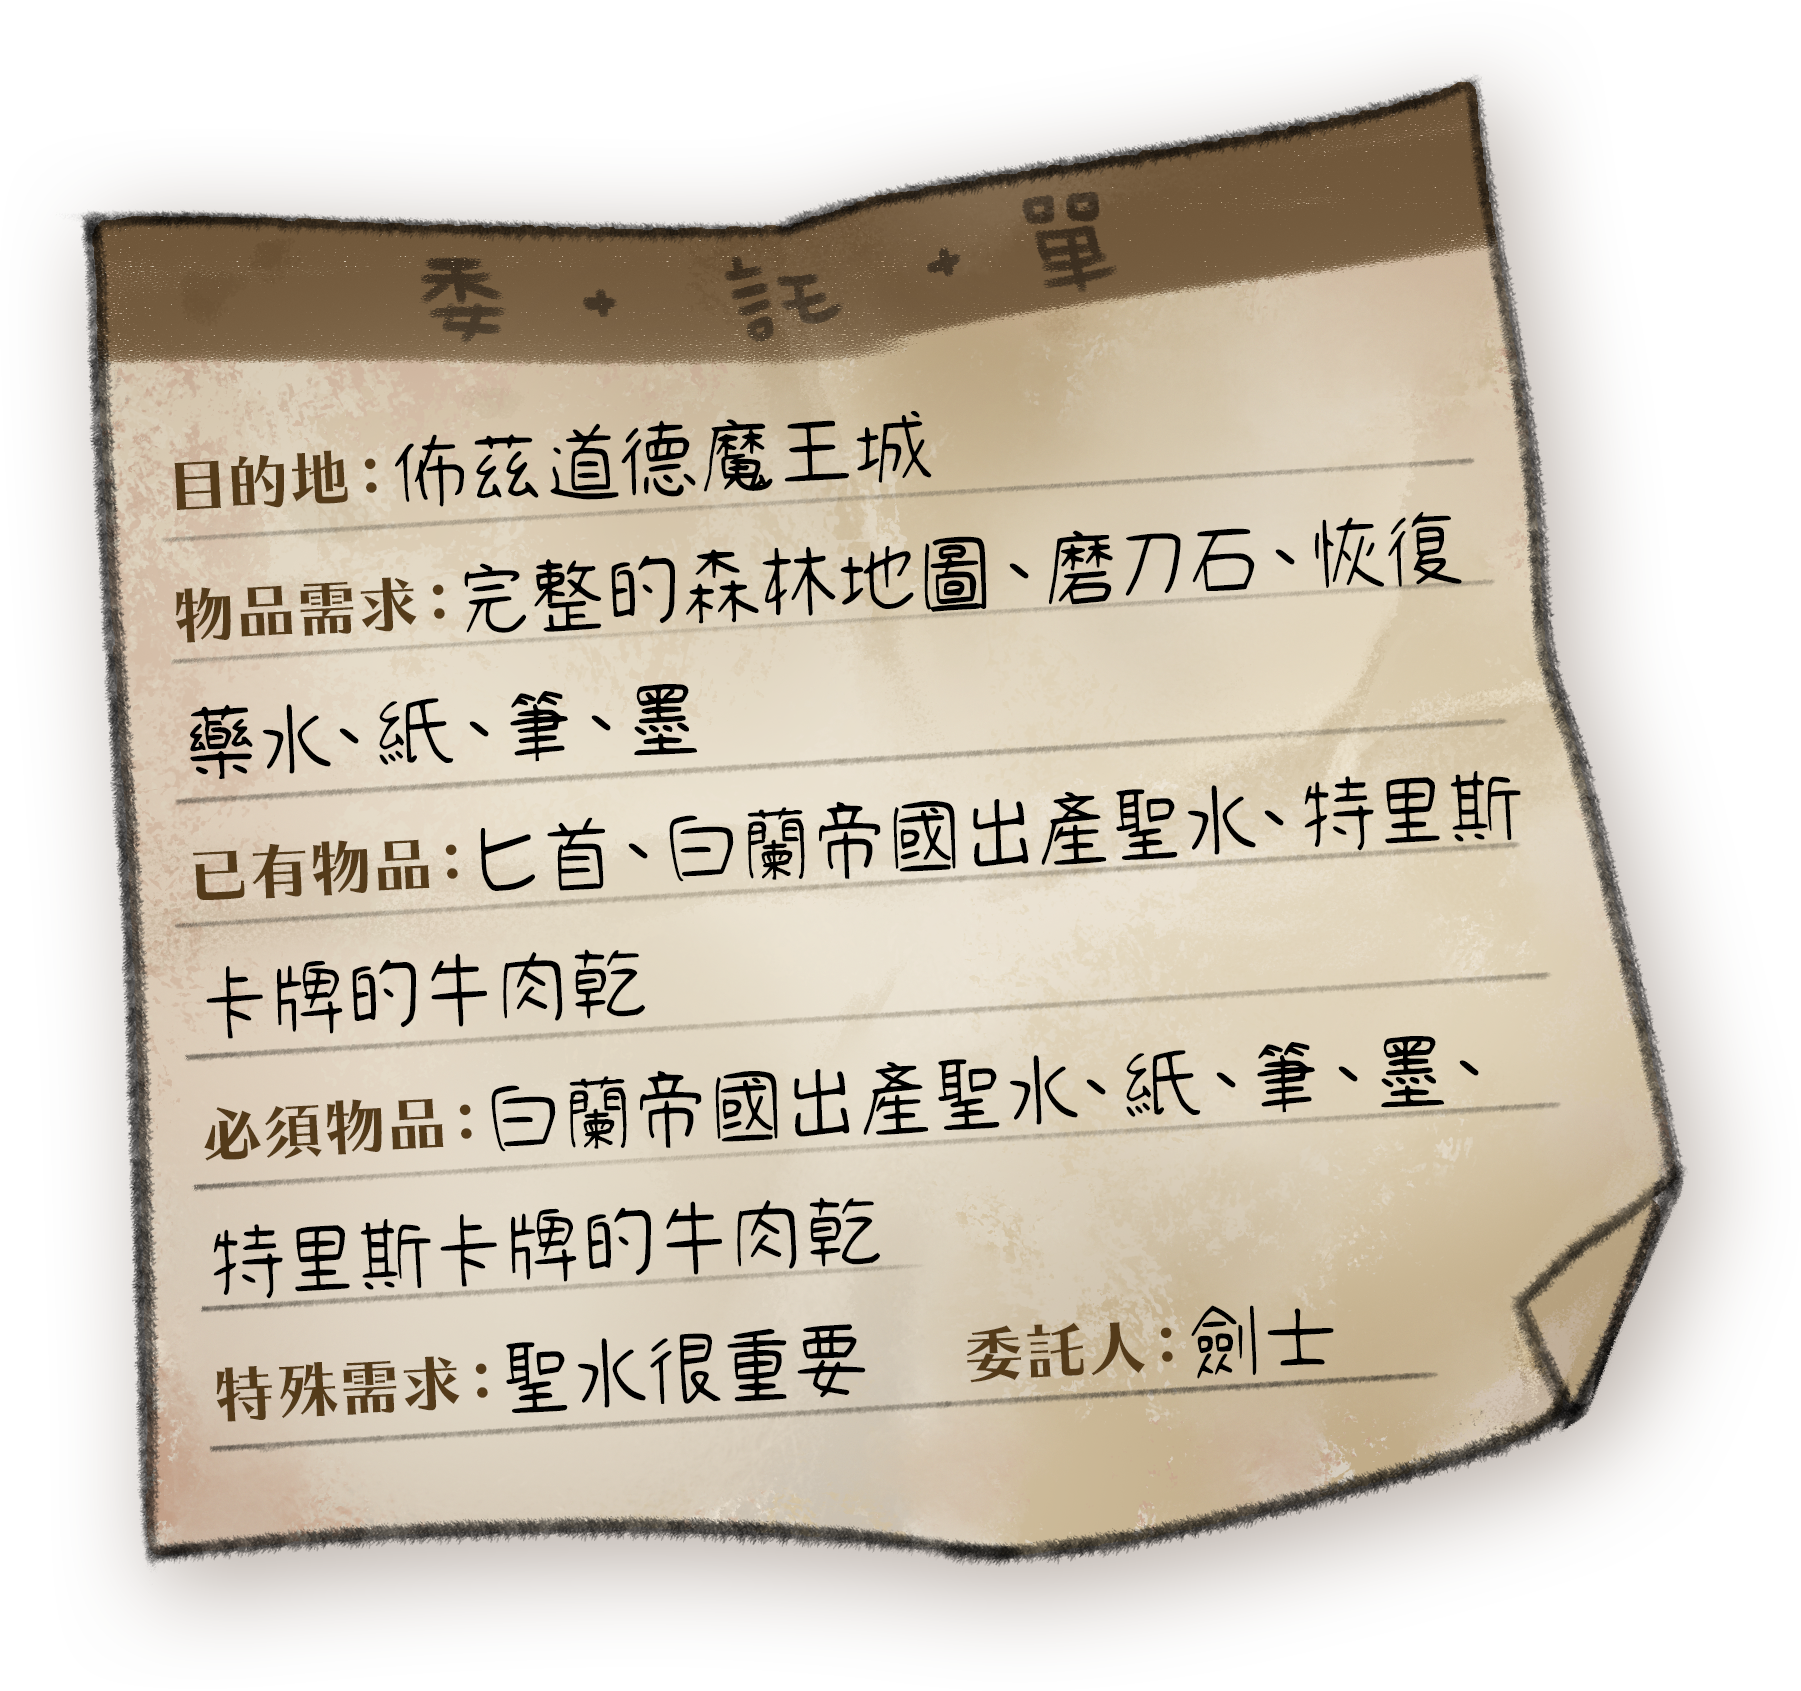 委·託·單
目的地：佈茲道德魔王城
物品需求：完整的森林地圖、磨刀石、恢復
藥水、紙、筆、墨
已有物品：匕首、白蘭帝國出產聖水、特里斯
卡牌的牛肉乾
必須物品：白蘭帝國出產聖水、紙、筆、墨、
特里斯卡牌的牛肉乾
特殊需求：聖水很重要 委託人：劍士